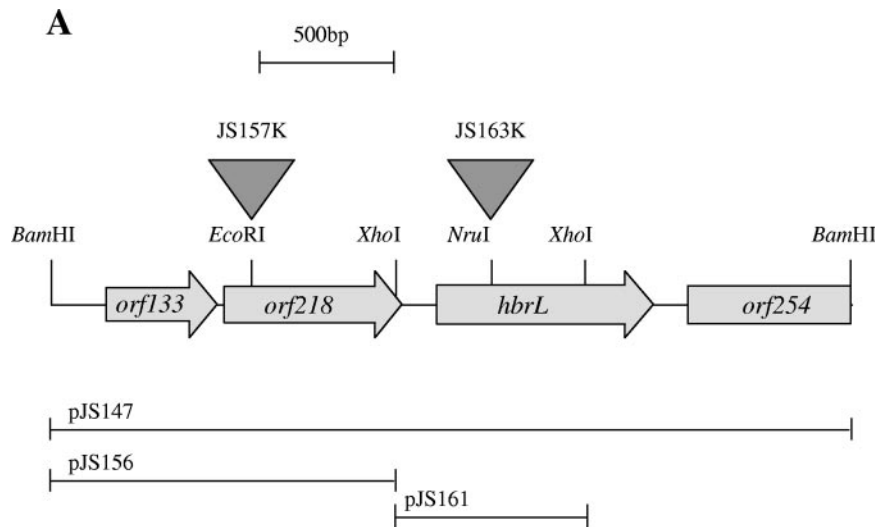 A
500bp
JS157K JS163K
BamHI EcoRI XhoI NruI XhoI BamHI
orf133 orf218 hbrL orf254
pJS147
pJS156
pJS161